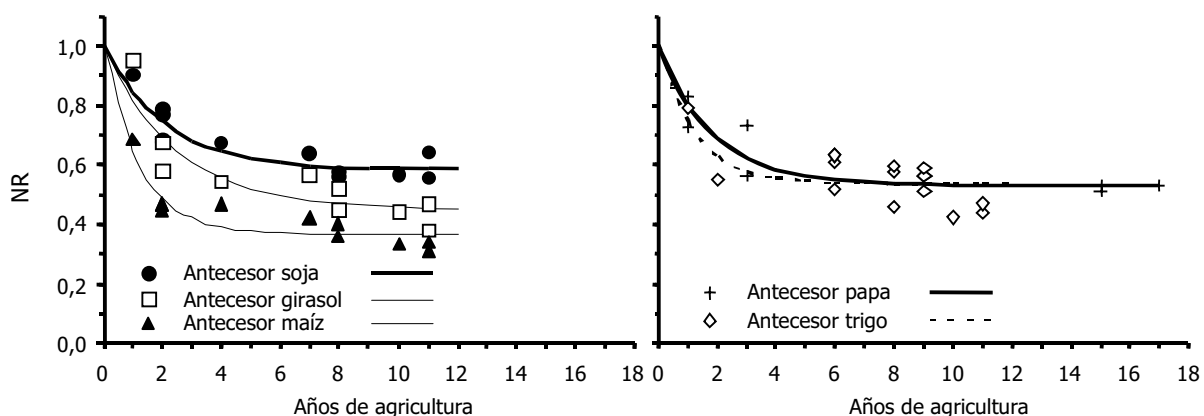 NR
1,0
0,8
0,6
0,4
0,2
0,0
Antecesor soja
Antecesor girasol
Antecesor maíz
0 2 4 6 8 10 12 14 16 18
Años de agricultura
Antecesor papa
Antecesor trigo
0 2 4 6 8 10 12 14 16 18
Años de agricultura